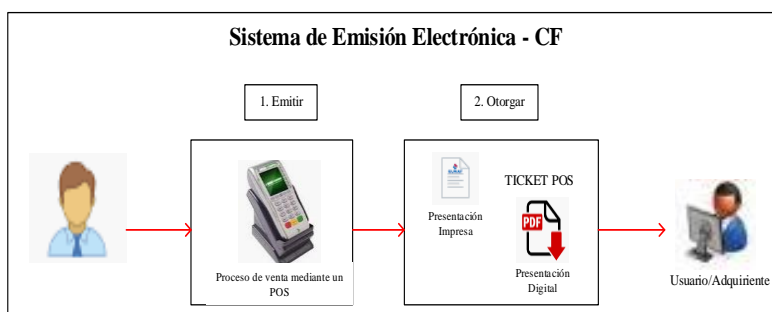 Sistema de Emisión Electrónica - CF
1. Emitir
2. Otorgar
TICKET POS
Presentación
Impresa
PDF
Proceso de venta mediante un
POS
Presentación
Digital
Usuario/Adquiriente